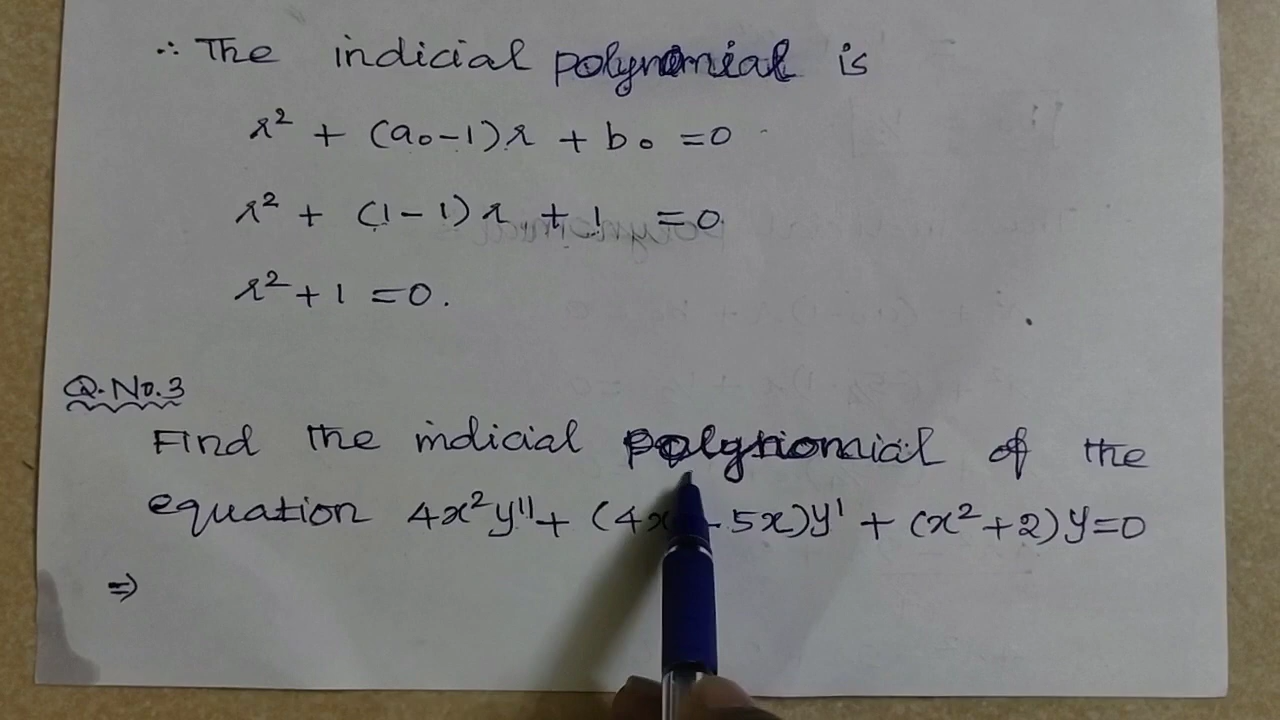 ∴ The indicial polynomial is
r² + (a₀-1)r + b₀ = 0
r² + (1-1)r + 1 = 0
r² + 1 = 0.
Q. No. 3
Find the indicial polynomial of the
equation 4x²y'' + (4x - 5x)y' + (x²+2)y=0
⇒